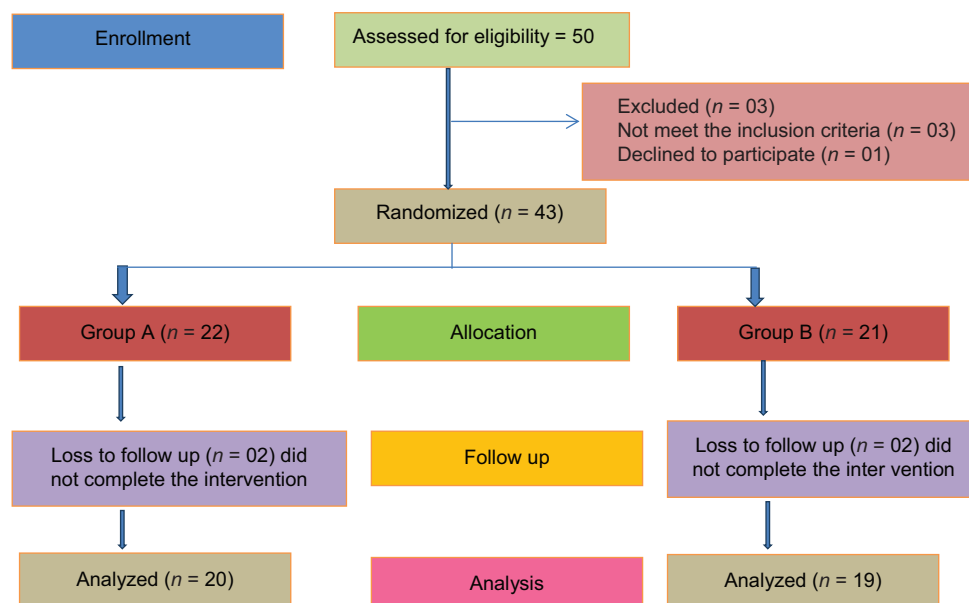 Enrollment
Assessed for eligibility = 50
Excluded (n = 03)
Not meet the inclusion criteria (n = 03)
Declined to participate (n = 01)
Randomized (n = 43)
Group A (n = 22)
Allocation
Group B (n = 21)
Loss to follow up (n = 02) did
not complete the intervention
Follow up
Loss to follow up (n = 02) did
not complete the inter vention
Analyzed (n = 20)
Analysis
Analyzed (n = 19)